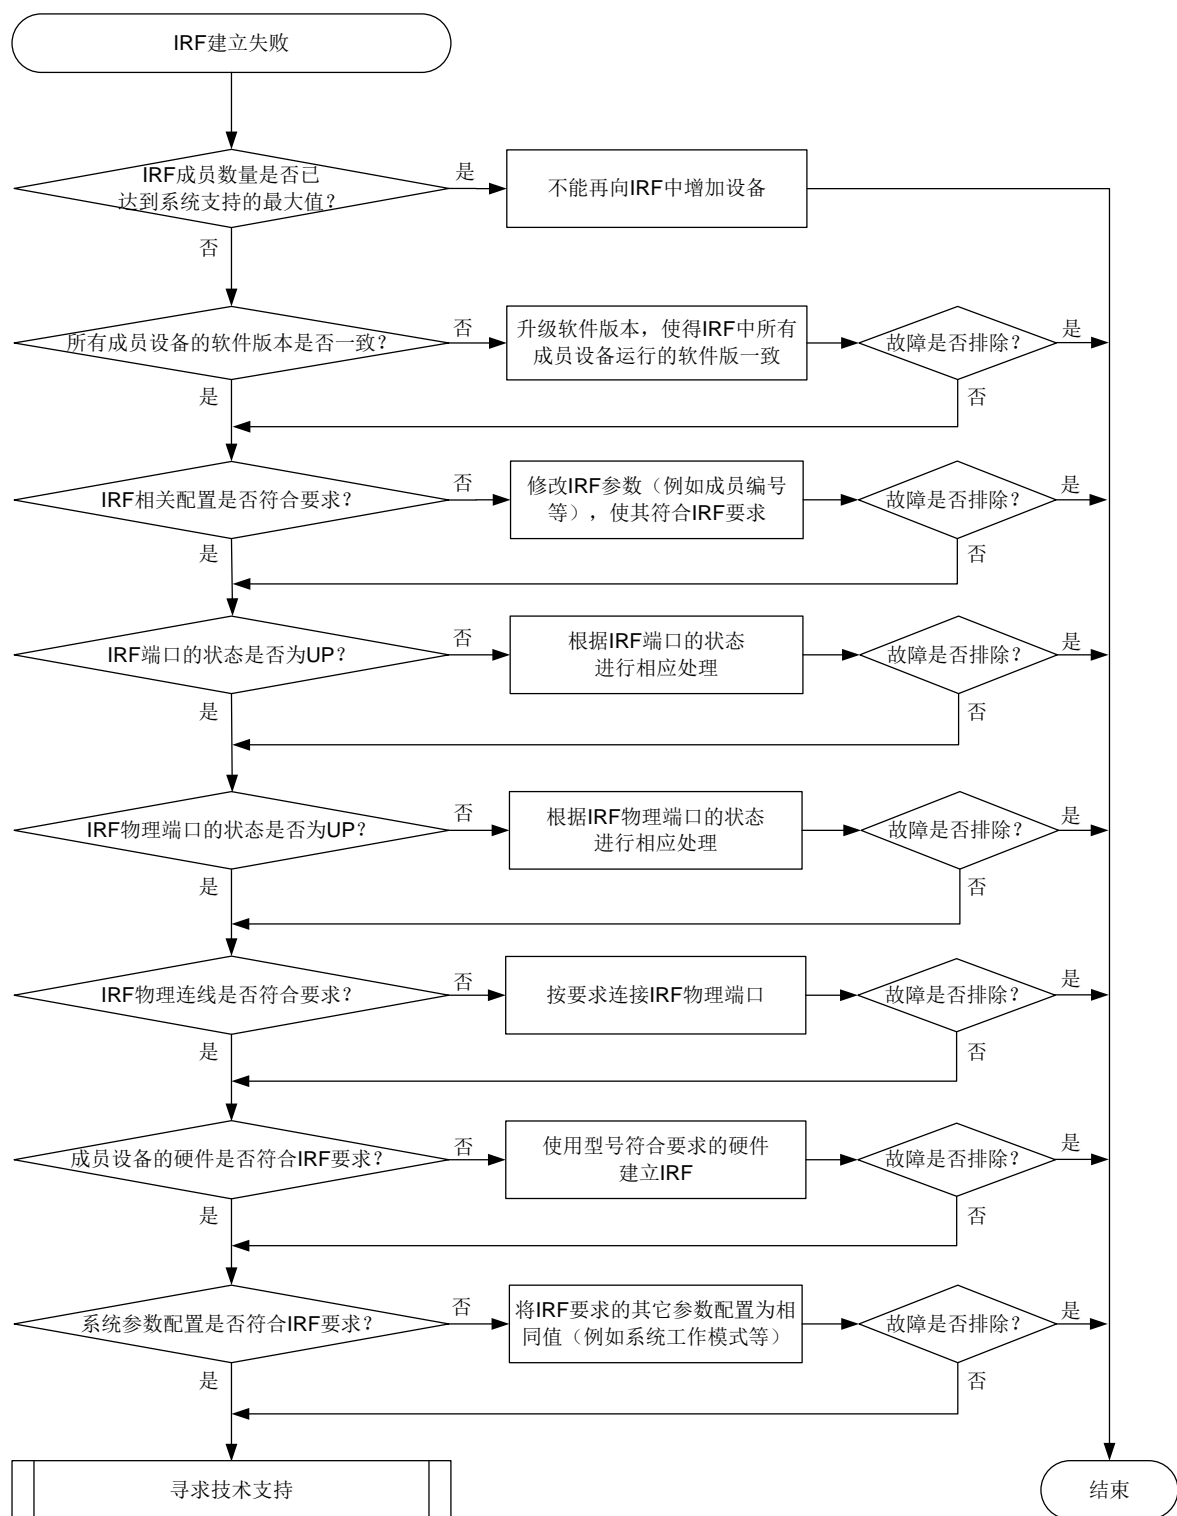 IRF建立失败
IRF成员数量是否已
达到系统支持的最大值？
是
不能再向IRF中增加设备
否
所有成员设备的软件版本是否一致？
否
升级软件版本，使得IRF中所有
成员设备运行的软件版一致
故障是否排除？
是
是
否
IRF相关配置是否符合要求？
否
修改IRF参数（例如成员编号
等），使其符合IRF要求
故障是否排除？
是
是
否
IRF端口的状态是否为UP？
否
根据IRF端口的状态
进行相应处理
故障是否排除？
是
是
否
IRF物理端口的状态是否为UP？
否
根据IRF物理端口的状态
进行相应处理
故障是否排除？
是
是
否
IRF物理连线是否符合要求？
否
按要求连接IRF物理端口
故障是否排除？
是
是
否
成员设备的硬件是否符合IRF要求？
否
使用型号符合要求的硬件
建立IRF
故障是否排除？
是
是
否
系统参数配置是否符合IRF要求？
否
将IRF要求的其它参数配置为相
同值（例如系统工作模式等）
故障是否排除？
是
是
否
寻求技术支持
结束